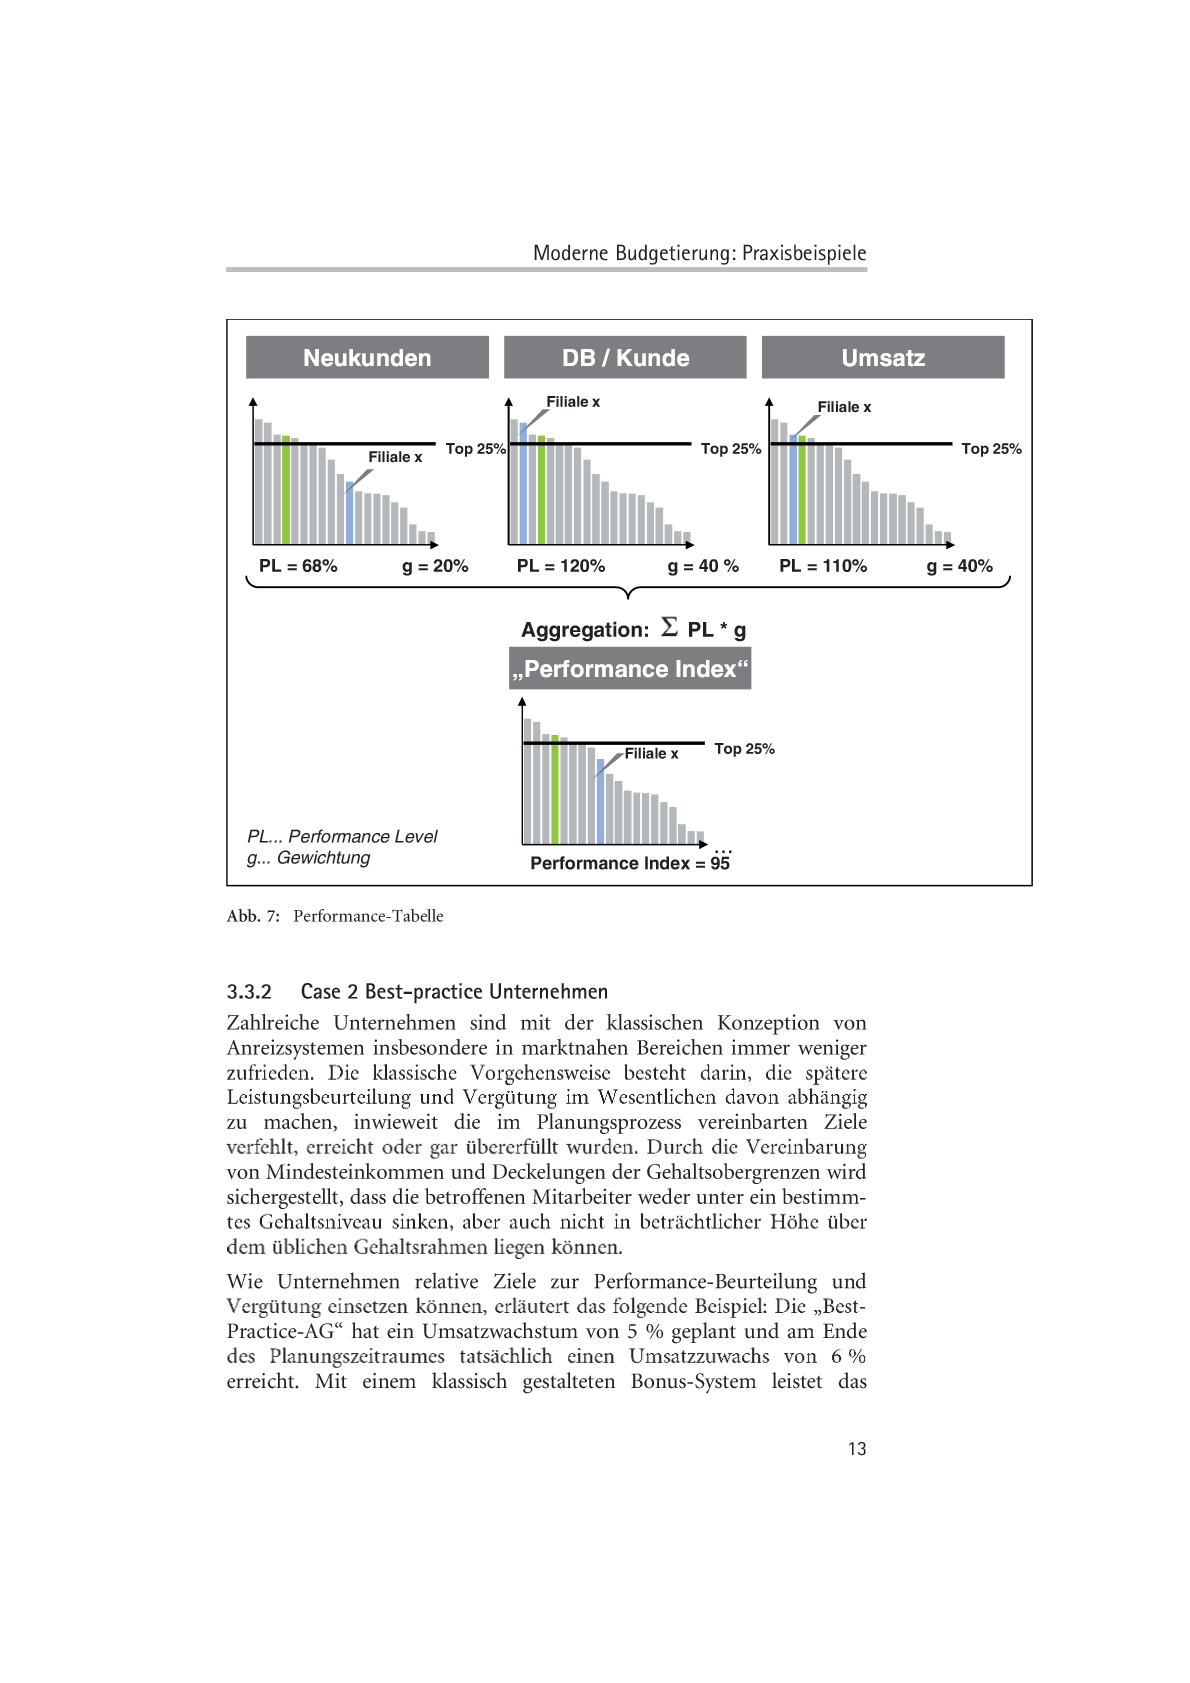 Moderne Budgetierung: Praxisbeispiele
Neukunden
DB / Kunde
Umsatz
Filiale x
Top 25%
PL = 68%
g = 20%
Filiale x
Top 25%
PL = 120%
g = 40 %
Filiale x
Top 25%
PL = 110%
g = 40%
Aggregation: Σ PL * g
„Performance Index“
Filiale x
Top 25%
...
Performance Index = 95
PL... Performance Level
g... Gewichtung
Abb. 7: Performance-Tabelle
3.3.2 Case 2 Best-practice Unternehmen
Zahlreiche Unternehmen sind mit der klassischen Konzeption von
Anreizsystemen insbesondere in marktnahen Bereichen immer weniger
zufrieden. Die klassische Vorgehensweise besteht darin, die spätere
Leistungsbeurteilung und Vergütung im Wesentlichen davon abhängig
zu machen, inwieweit die im Planungsprozess vereinbarten Ziele
verfehlt, erreicht oder gar übererfüllt wurden. Durch die Vereinbarung
von Mindesteinkommen und Deckelungen der Gehaltsobergrenzen wird
sichergestellt, dass die betroffenen Mitarbeiter weder unter ein bestimm-
tes Gehaltsniveau sinken, aber auch nicht in beträchtlicher Höhe über
dem üblichen Gehaltsrahmen liegen können.
Wie Unternehmen relative Ziele zur Performance-Beurteilung und
Vergütung einsetzen können, erläutert das folgende Beispiel: Die „Best-
Practice-AG“ hat ein Umsatzwachstum von 5 % geplant und am Ende
des Planungszeitraumes tatsächlich einen Umsatzzuwachs von 6 %
erreicht. Mit einem klassisch gestalteten Bonus-System leistet das
13